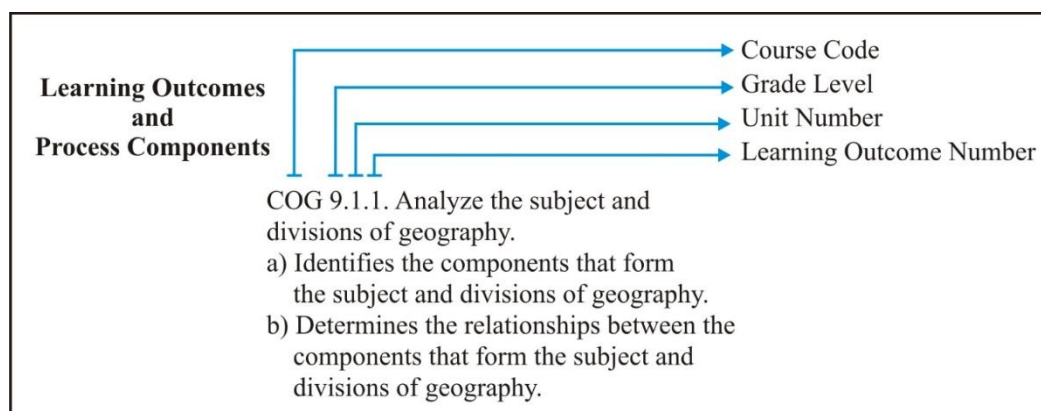 Learning Outcomes
and
Process Components
Course Code
Grade Level
Unit Number
Learning Outcome Number
COG 9.1.1. Analyze the subject and
divisions of geography.
a) Identifies the components that form
the subject and divisions of geography.
b) Determines the relationships between the
components that form the subject and
divisions of geography.